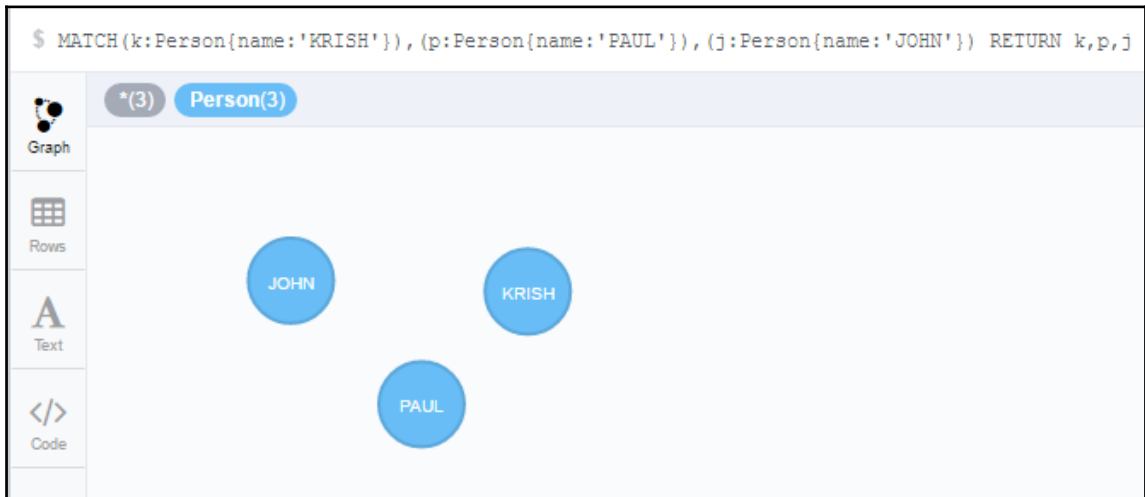 $ MATCH(k:Person{name:'KRISH'}),(p:Person{name:'PAUL'}),(j:Person{name:'JOHN'}) RETURN k,p,j
*(3) Person(3)
Graph
Rows
A
Text
</>
Code
JOHN
KRISH
PAUL